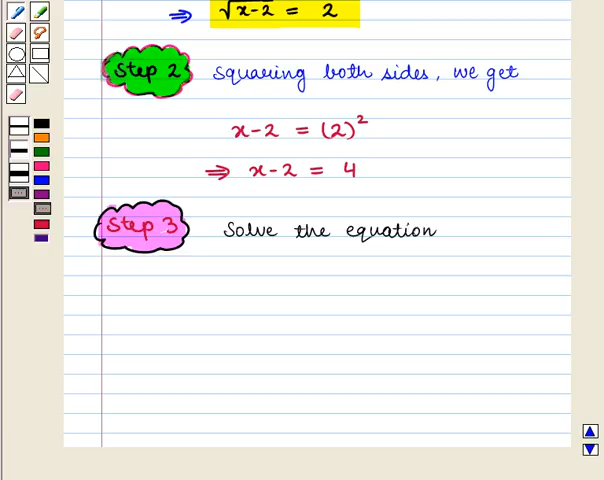 ⇒ √x-2 = 2
Step 2 Squaring both sides, we get
x-2 = (2)²
⇒ x-2 = 4
Step 3 Solve the equation